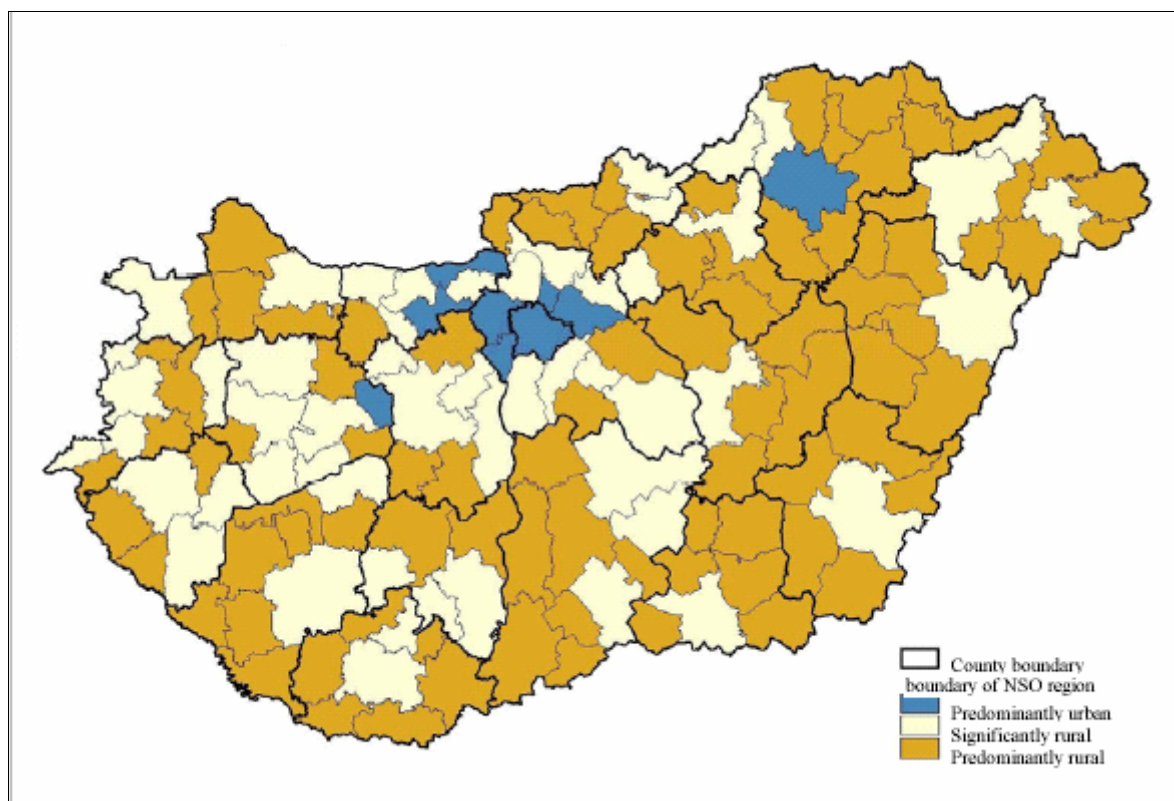 County boundary
boundary of NSO region
Predominantly urban
Significantly rural
Predominantly rural